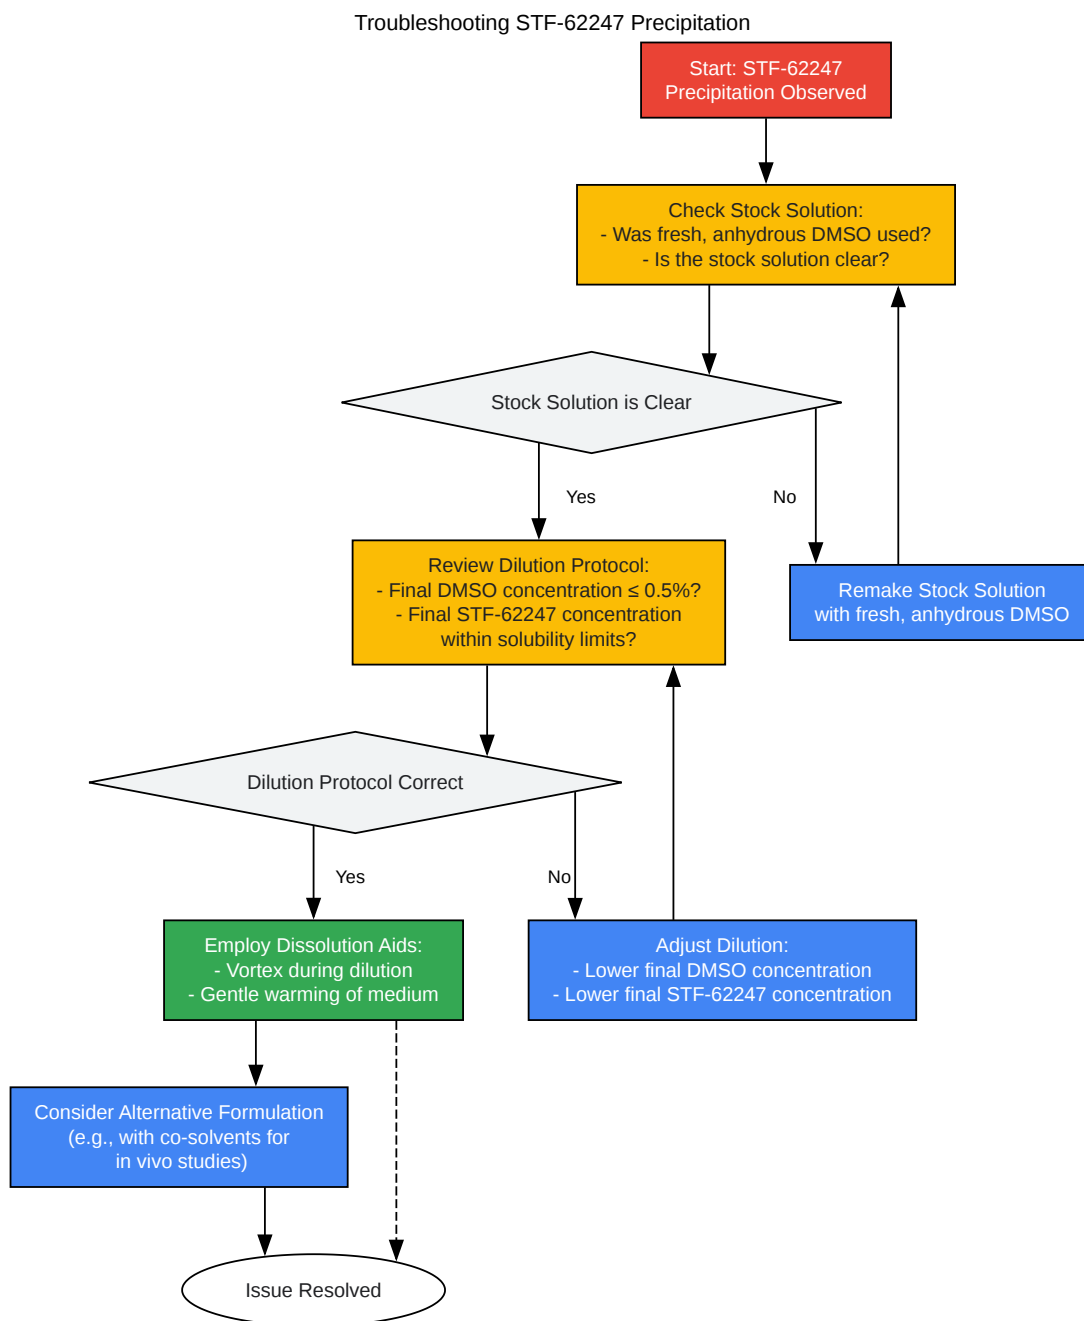 Troubleshooting STF-62247 Precipitation
Start: STF-62247
Precipitation Observed
Check Stock Solution:
- Was fresh, anhydrous DMSO used?
- Is the stock solution clear?
Stock Solution is Clear
Yes
No
Review Dilution Protocol:
- Final DMSO concentration ≤ 0.5%?
- Final STF-62247 concentration
within solubility limits?
Remake Stock Solution
with fresh, anhydrous DMSO
Dilution Protocol Correct
Yes
No
Employ Dissolution Aids:
- Vortex during dilution
- Gentle warming of medium
Adjust Dilution:
- Lower final DMSO concentration
- Lower final STF-62247 concentration
Consider Alternative Formulation
(e.g., with co-solvents for
in vivo studies)
Issue Resolved